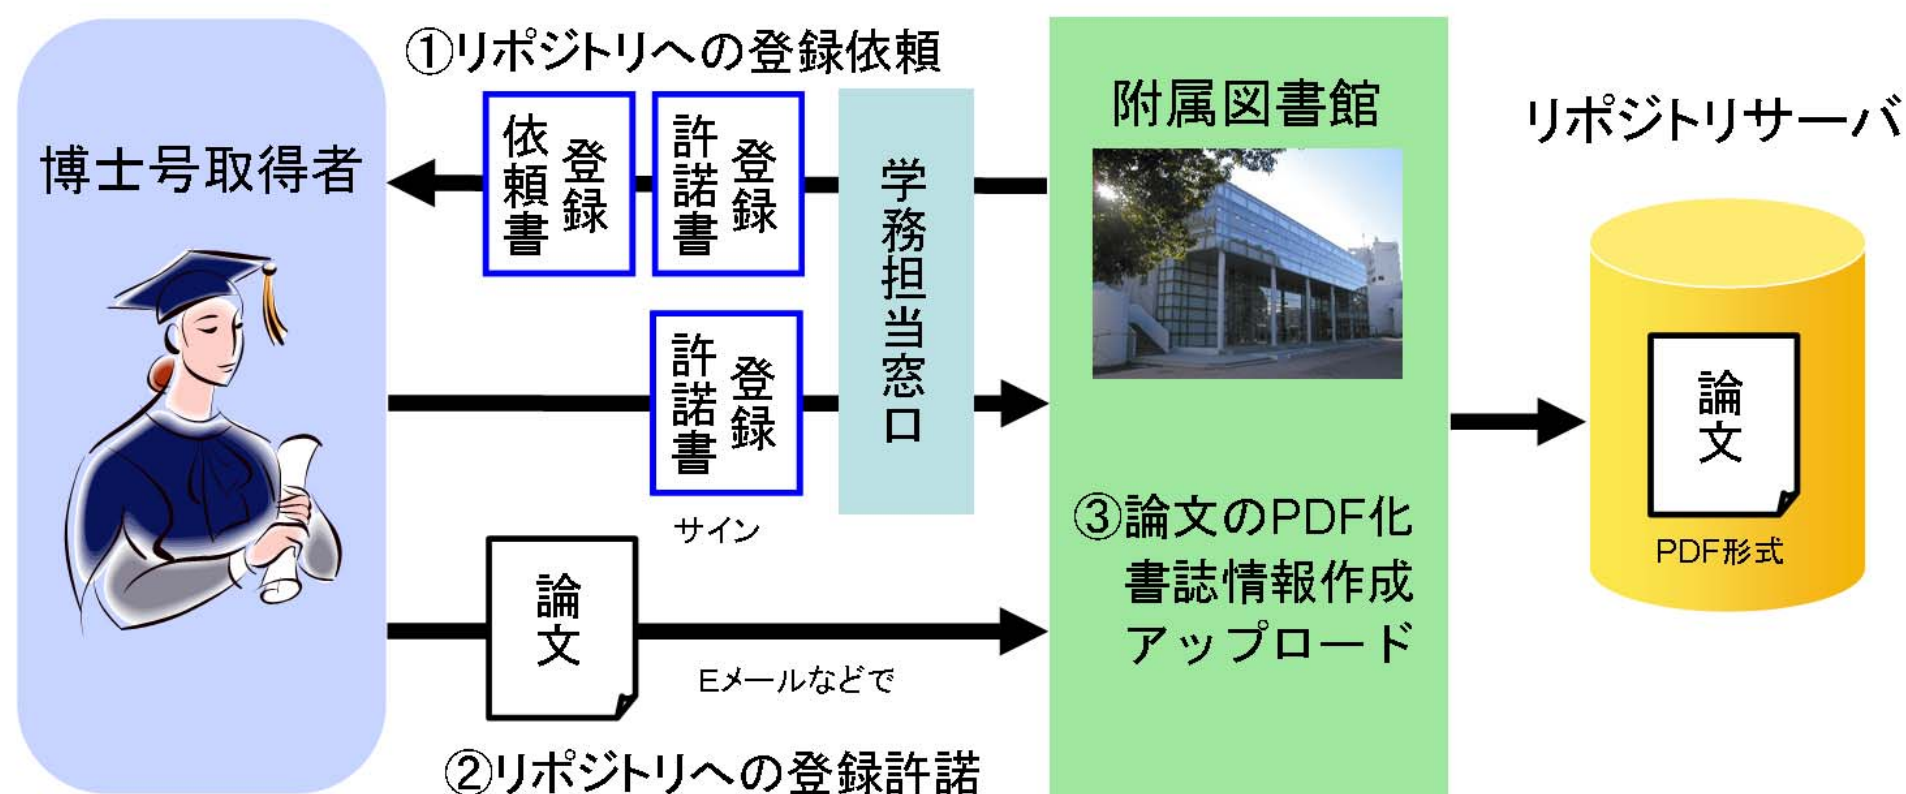 ①リポジトリへの登録依頼
博士号取得者
登録
依頼書
登録
許諾書
学務担当窓口
附属図書館
リポジトリサーバ
登録
許諾書
サイン
論文
Eメールなどで
②リポジトリへの登録許諾
③論文のPDF化
書誌情報作成
アップロード
論文
PDF形式